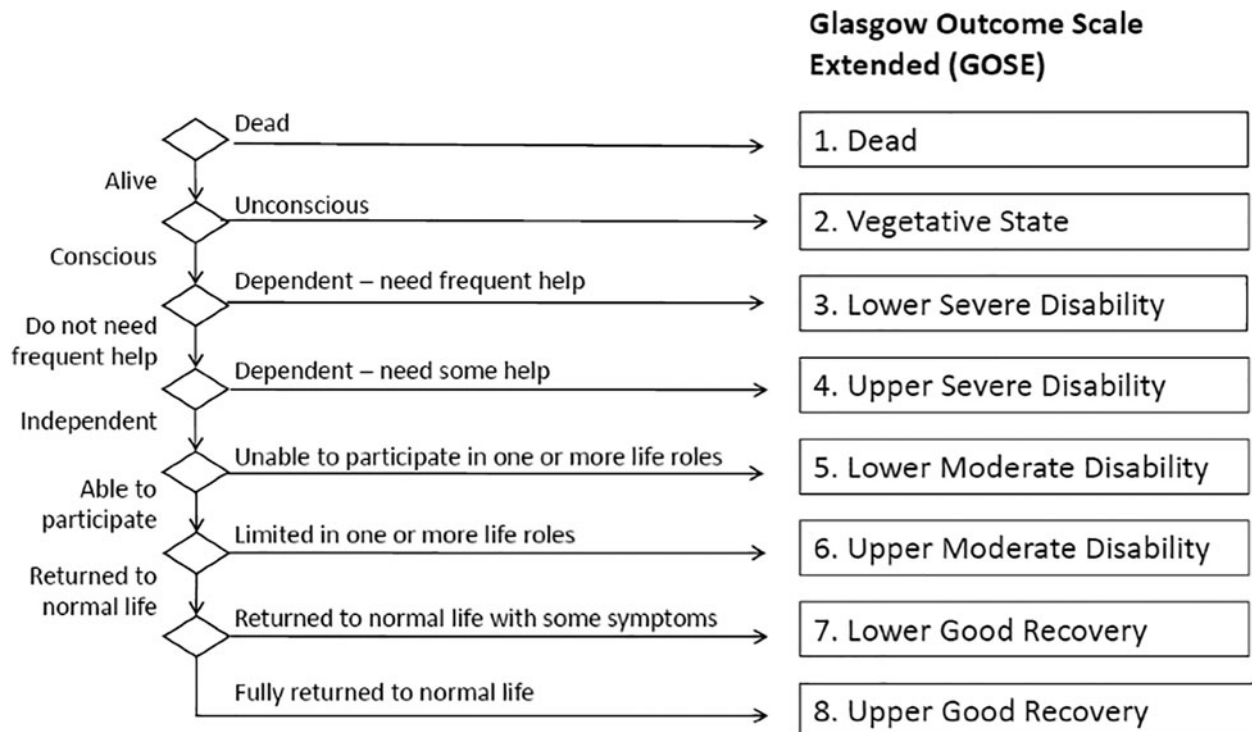 Glasgow Outcome Scale
Extended (GOSE)
Dead
1. Dead
Alive
Unconscious
2. Vegetative State
Conscious
Dependent – need frequent help
3. Lower Severe Disability
Do not need
frequent help
Dependent – need some help
4. Upper Severe Disability
Independent
Unable to participate in one or more life roles
5. Lower Moderate Disability
Able to
participate
Limited in one or more life roles
6. Upper Moderate Disability
Returned to
normal life
Returned to normal life with some symptoms
7. Lower Good Recovery
Fully returned to normal life
8. Upper Good Recovery